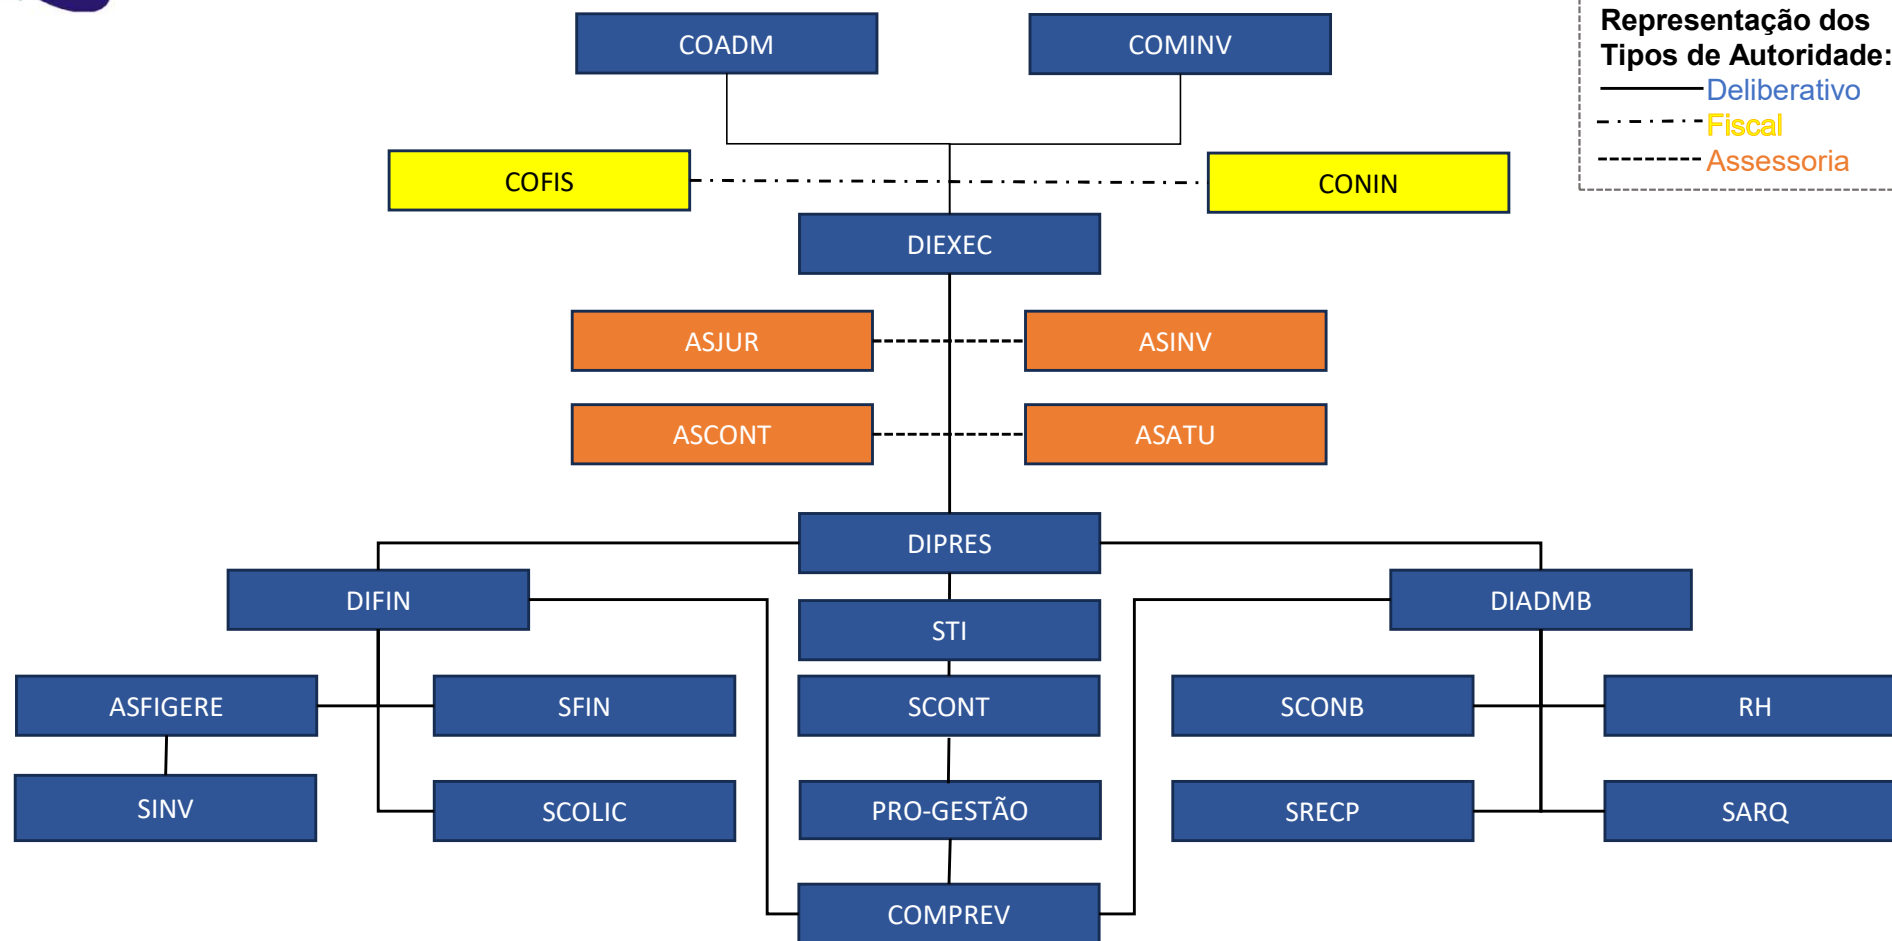 COADM
COMINV
Representação dos
Tipos de Autoridade:
Deliberativo
Fiscal
Assessoria
COFIS
CONIN
DIEXEC
ASJUR
ASINV
ASCONT
ASATU
DIPRES
DIFIN
DIADMB
STI
ASFIGERE
SFIN
SCONT
SCONB
RH
SINV
SCOLIC
PRO-GESTÃO
SRECP
SARQ
COMPREV